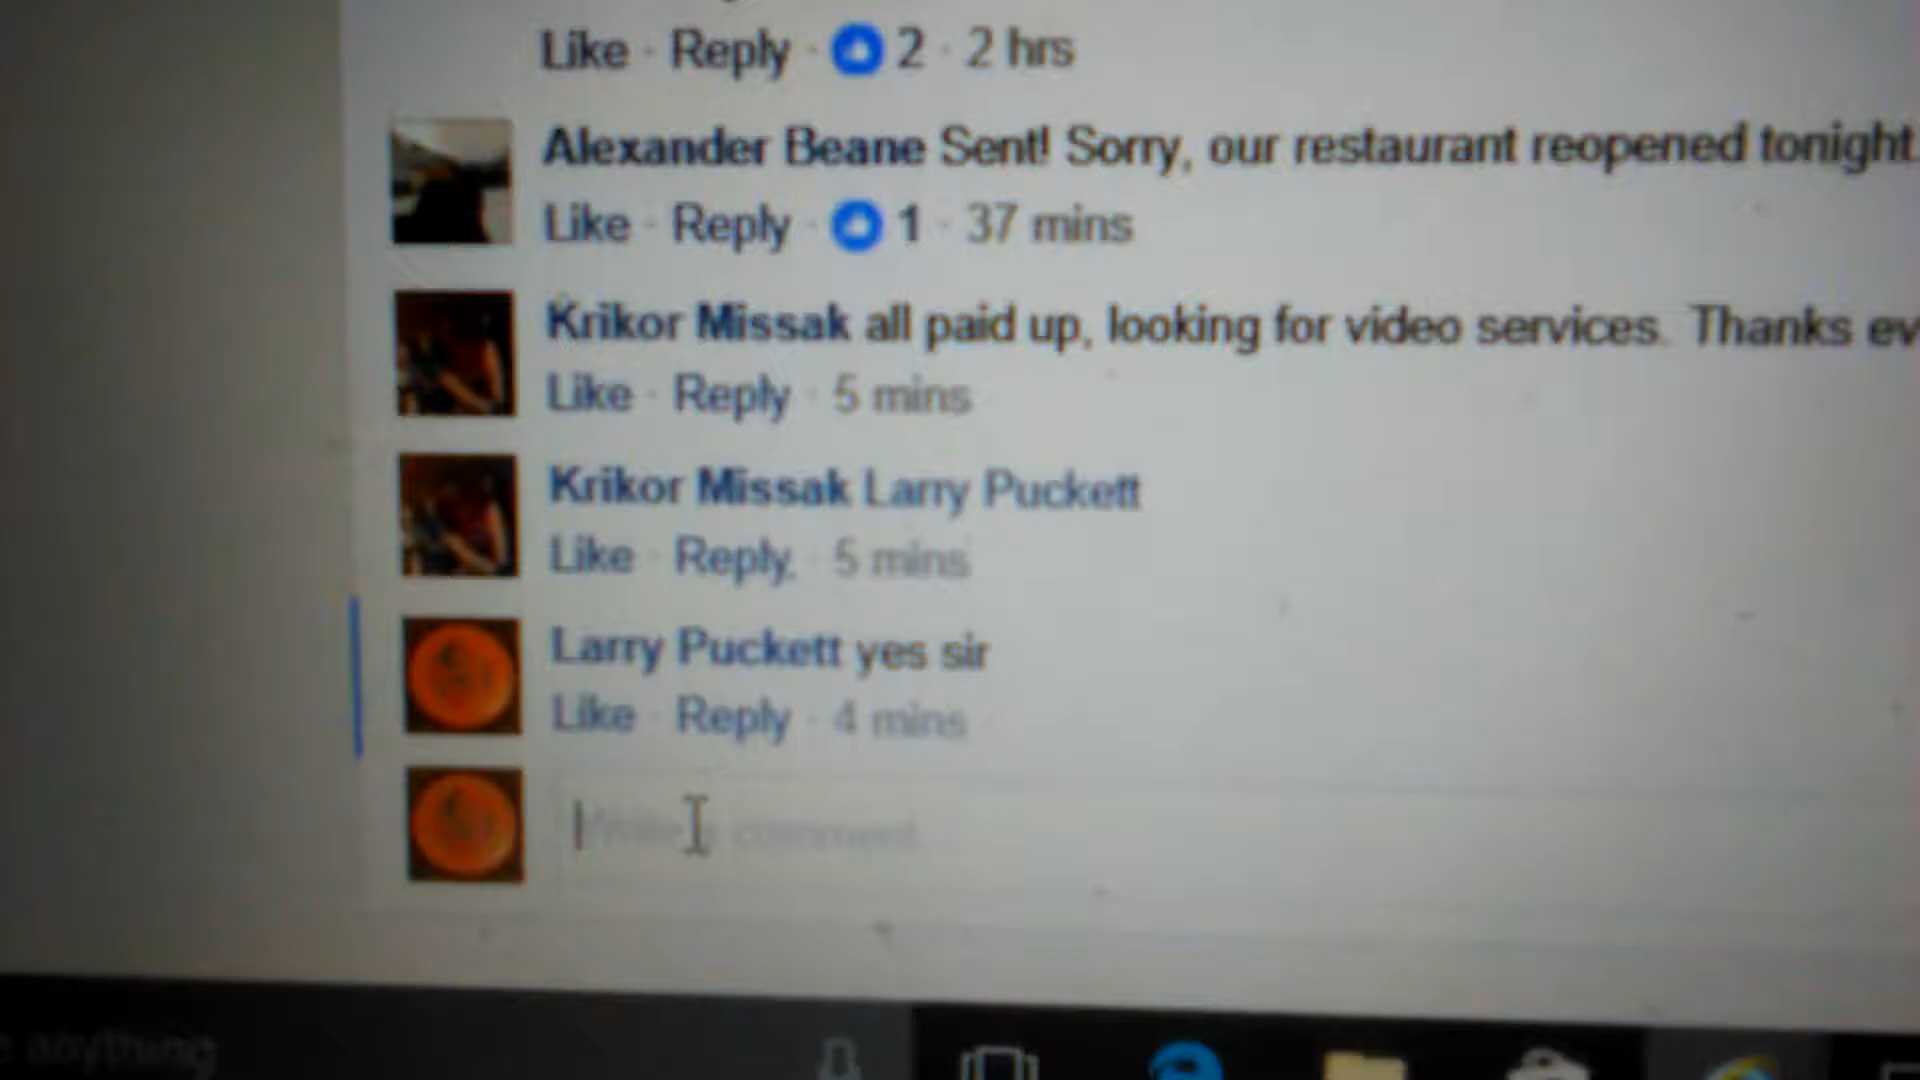 Like · Reply · 2 · 2 hrs
Alexander Beane Sent! Sorry, our restaurant reopened tonight.
Like · Reply · 1 · 37 mins
Krikor Missak all paid up, looking for video services. Thanks ev
Like · Reply · 5 mins
Krikor Missak Larry Puckett
Like · Reply · 5 mins
Larry Puckett yes sir
Like · Reply · 4 mins
Write a comment
anything